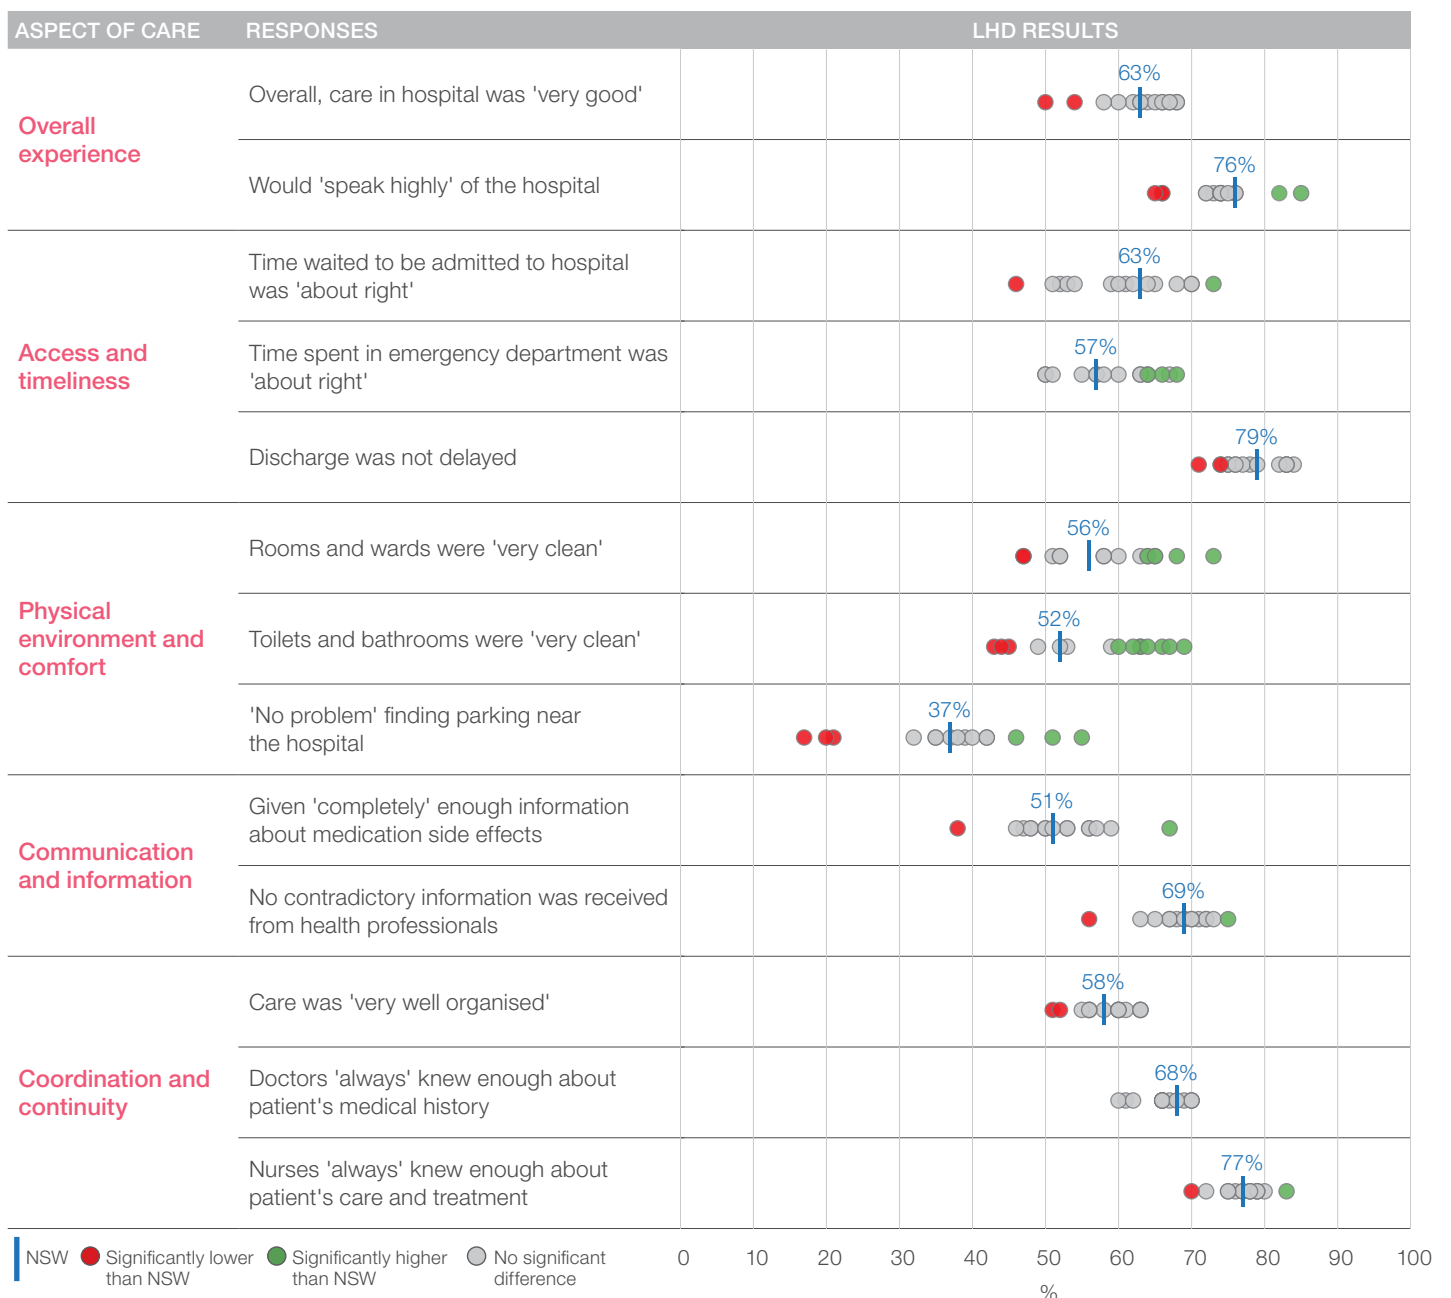 ASPECT OF CARE RESPONSES LHD RESULTS
Overall
experience
Overall, care in hospital was 'very good'
63%
Would 'speak highly' of the hospital
76%
Access and
timeliness
Time waited to be admitted to hospital
was 'about right'
63%
Time spent in emergency department was
'about right'
57%
Discharge was not delayed
79%
Physical
environment and
comfort
Rooms and wards were 'very clean'
56%
Toilets and bathrooms were 'very clean'
52%
'No problem' finding parking near
the hospital
37%
Communication
and information
Given 'completely' enough information
about medication side effects
51%
No contradictory information was received
from health professionals
69%
Coordination and
continuity
Care was 'very well organised'
58%
Doctors 'always' knew enough about
patient's medical history
68%
Nurses 'always' knew enough about
patient's care and treatment
77%
NSW
Significantly lower
than NSW
Significantly higher
than NSW
No significant
difference
0 10 20 30 40 50 60 70 80 90 100
%